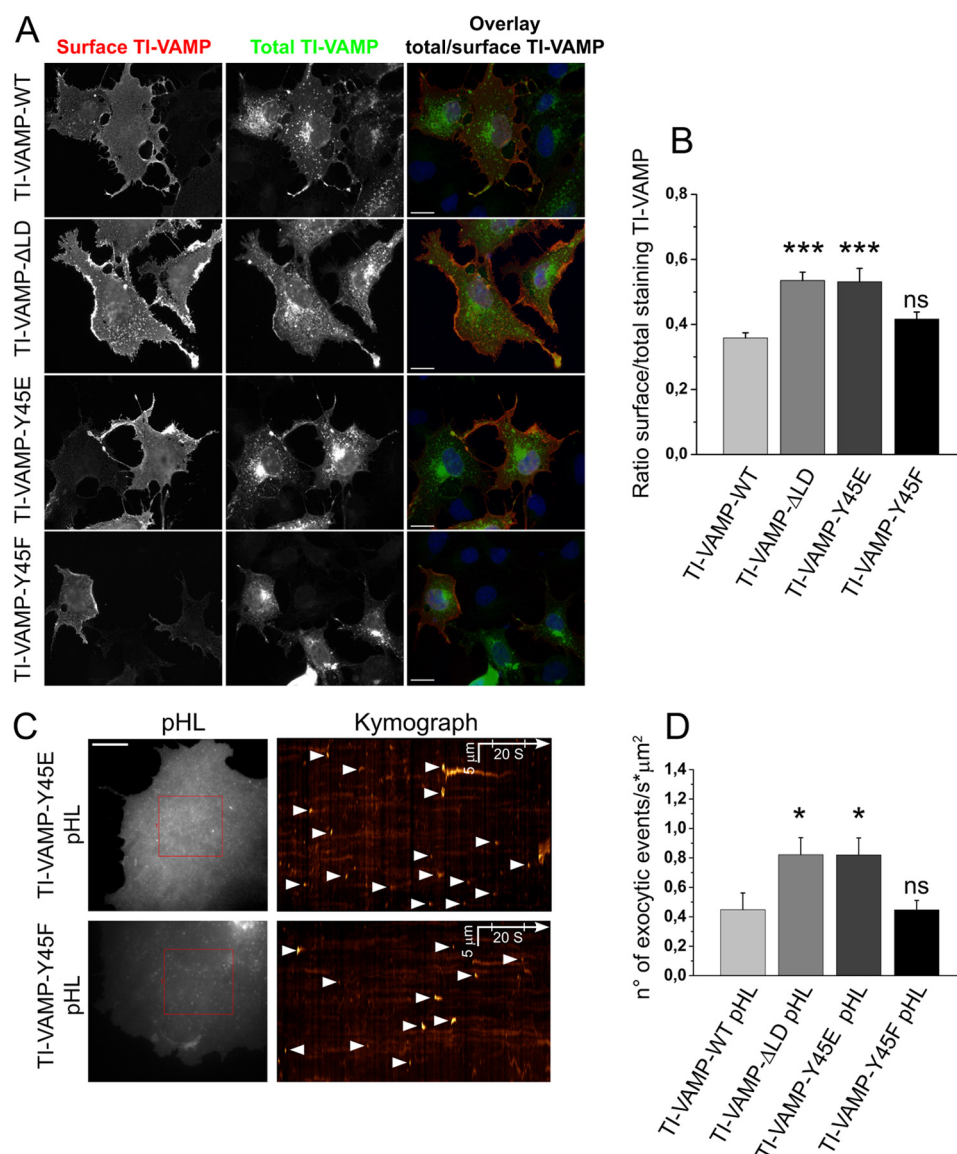 A
Surface TI-VAMP
Total TI-VAMP
Overlay
total/surface TI-VAMP
TI-VAMP-WT
TI-VAMP-ΔLD
TI-VAMP-Y45E
TI-VAMP-Y45F
B
Ratio surface/total staining TI-VAMP
0,8
0,6
0,4
0,2
0,0
***
***
ns
TI-VAMP-WT
TI-VAMP-ΔLD
TI-VAMP-Y45E
TI-VAMP-Y45F
C
pHL
Kymograph
TI-VAMP-Y45E
pHL
5 µm
20 S
TI-VAMP-Y45F
pHL
5 µm
20 S
D
n° of exocytic events/s*µm²
1,4
1,2
1,0
0,8
0,6
0,4
0,2
0,0
*
*
ns
TI-VAMP-WT pHL
TI-VAMP-ΔLD pHL
TI-VAMP-Y45E pHL
TI-VAMP-Y45F pHL